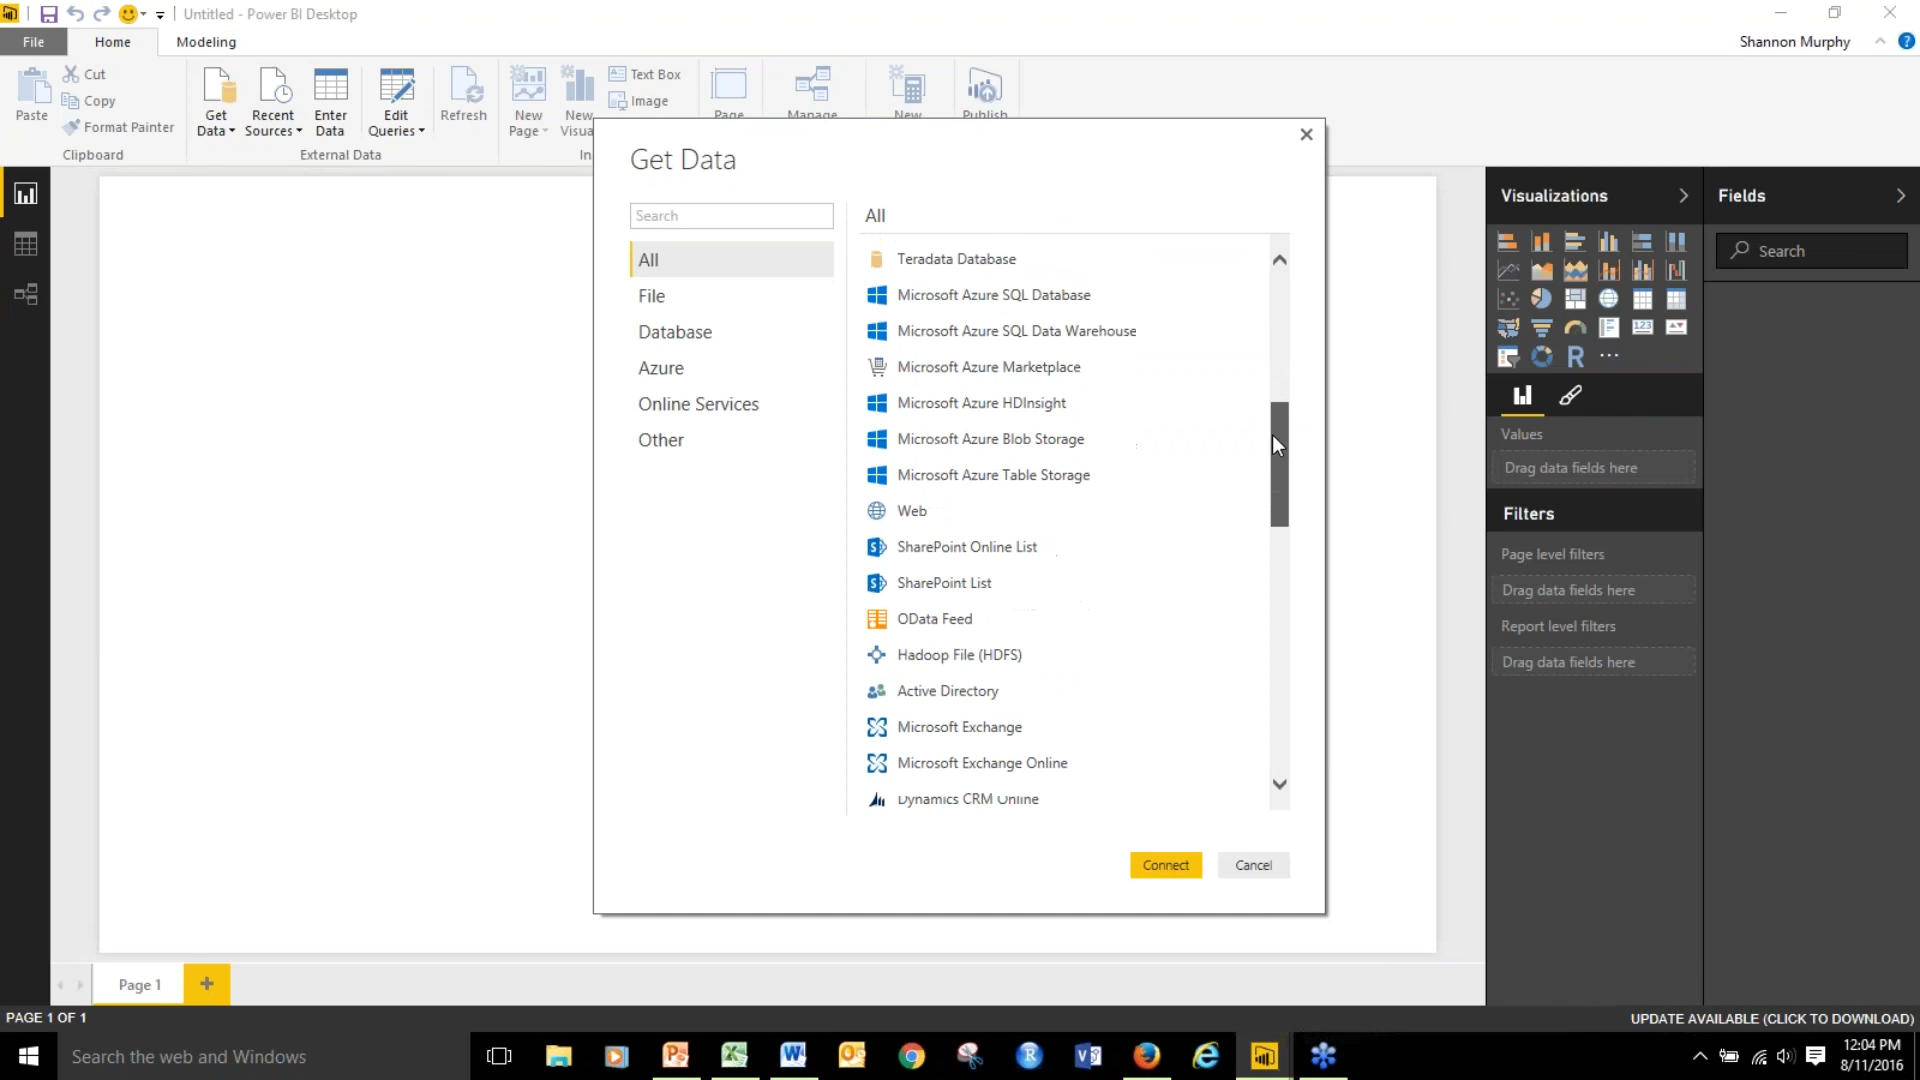 Untitled - Power BI Desktop
File
Home
Modeling
Shannon Murphy
?
Paste
Cut
Copy
Format Painter
Clipboard
Get Data
Recent Sources
Enter Data
Edit Queries
External Data
Refresh
New Page
New Visua
Text Box
Image
In
Page
Manage
New
Publish
Get Data
Search
All
File
Database
Azure
Online Services
Other
All
Teradata Database
Microsoft Azure SQL Database
Microsoft Azure SQL Data Warehouse
Microsoft Azure Marketplace
Microsoft Azure HDInsight
Microsoft Azure Blob Storage
Microsoft Azure Table Storage
Web
SharePoint Online List
SharePoint List
OData Feed
Hadoop File (HDFS)
Active Directory
Microsoft Exchange
Microsoft Exchange Online
Dynamics CRM Online
Connect
Cancel
Visualizations
Values
Drag data fields here
Filters
Page level filters
Drag data fields here
Report level filters
Drag data fields here
Fields
Search
Page 1
+
PAGE 1 OF 1
UPDATE AVAILABLE (CLICK TO DOWNLOAD)
Search the web and Windows
12:04 PM
8/11/2016